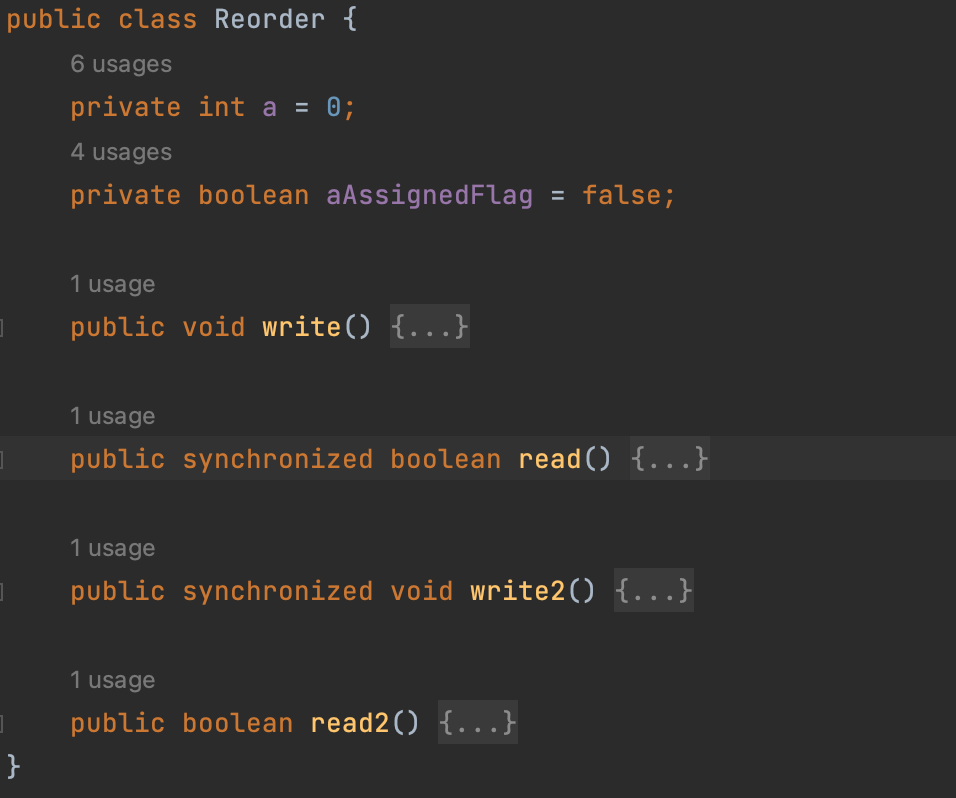 public class Reorder {
6 usages
private int a = 0;
4 usages
private boolean aAssignedFlag = false;
1 usage
public void write() {...}
1 usage
public synchronized boolean read() {...}
1 usage
public synchronized void write2() {...}
1 usage
public boolean read2() {...}
}